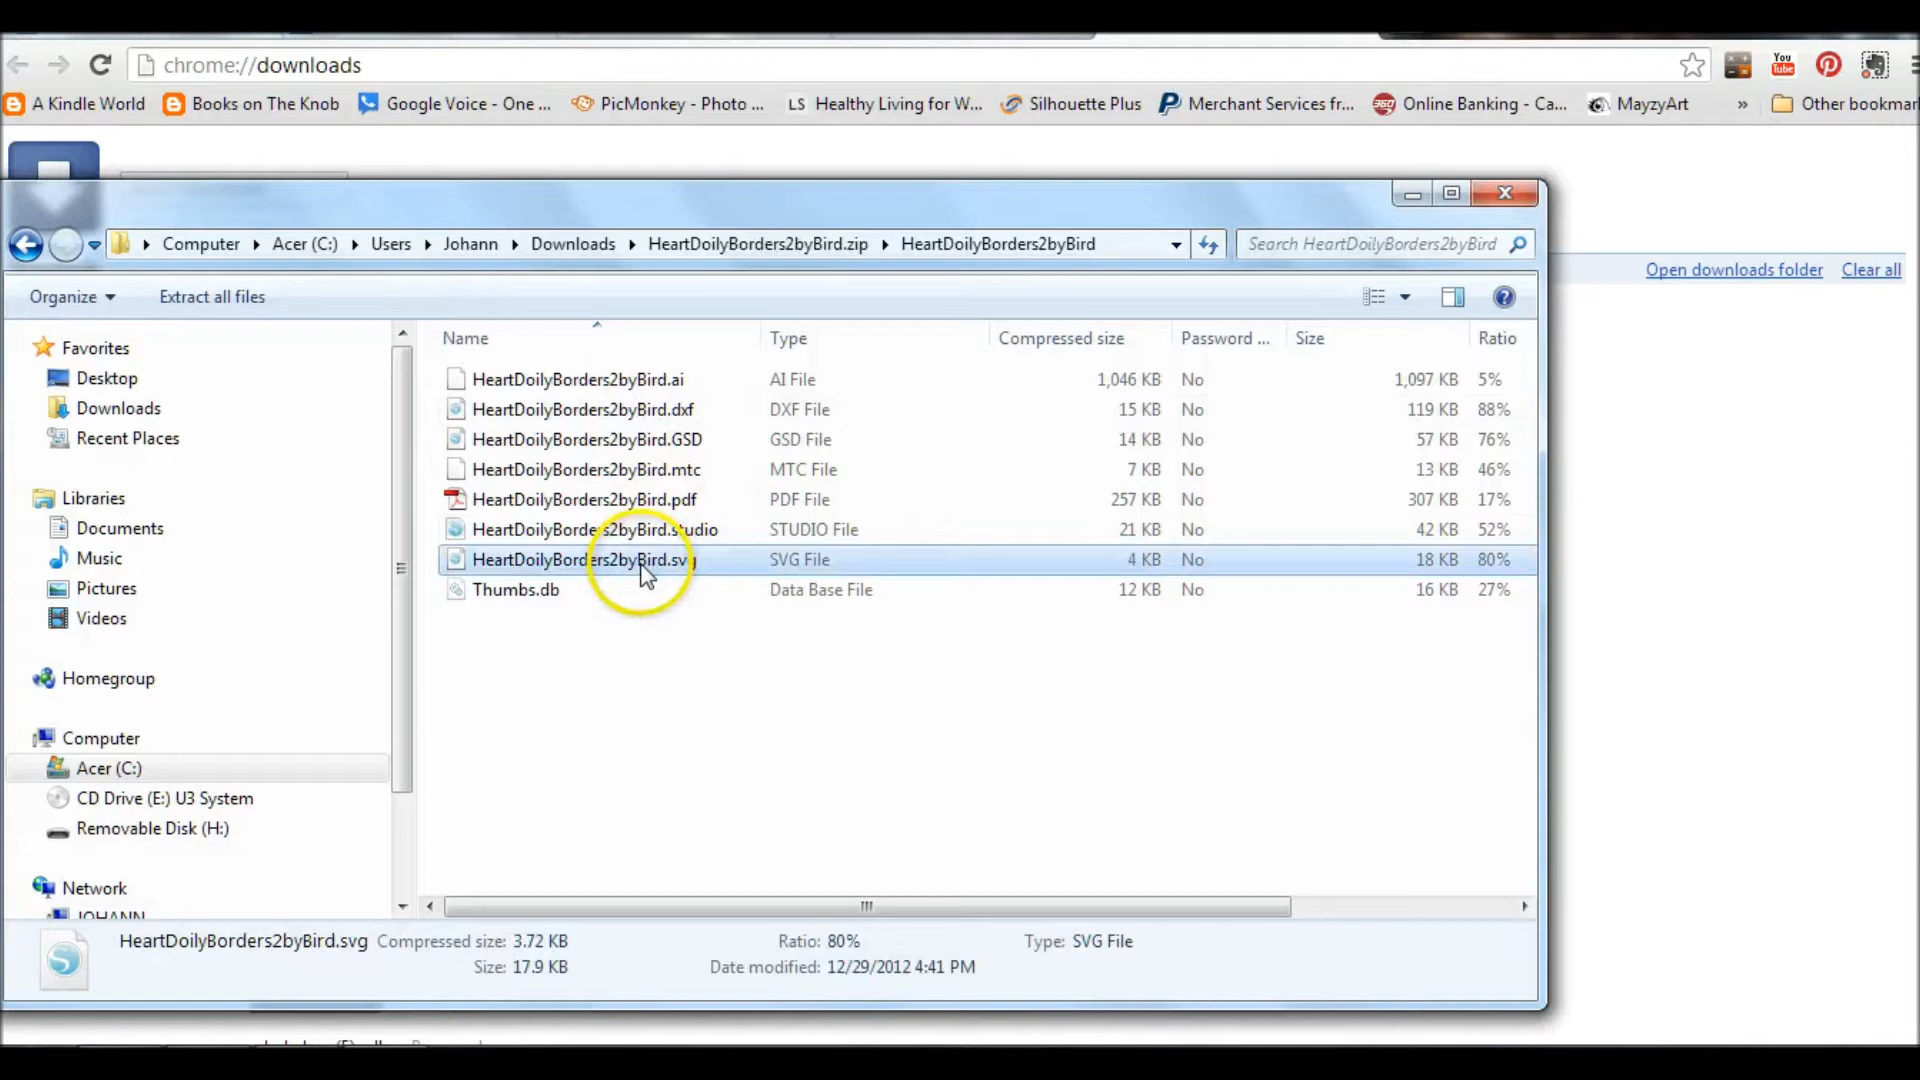 chrome://downloads
You Tube
A Kindle World
Books on The Knob
Google Voice - One ...
PicMonkey - Photo ...
LS Healthy Living for W...
Silhouette Plus
Merchant Services fr...
360 Online Banking - Ca...
MayzyArt
»
Other bookmar
Computer
Acer (C:)
Users
Johann
Downloads
HeartDoilyBorders2byBird.zip
HeartDoilyBorders2byBird
Search HeartDoilyBorders2byBird
Open downloads folder
Clear all
Organize
Extract all files
Name Type Compressed size Password ... Size Ratio
HeartDoilyBorders2byBird.ai AI File 1,046 KB No 1,097 KB 5%
HeartDoilyBorders2byBird.dxf DXF File 15 KB No 119 KB 88%
HeartDoilyBorders2byBird.GSD GSD File 14 KB No 57 KB 76%
HeartDoilyBorders2byBird.mtc MTC File 7 KB No 13 KB 46%
HeartDoilyBorders2byBird.pdf PDF File 257 KB No 307 KB 17%
HeartDoilyBorders2byBird.studio STUDIO File 21 KB No 42 KB 52%
HeartDoilyBorders2byBird.svg SVG File 4 KB No 18 KB 80%
Thumbs.db Data Base File 12 KB No 16 KB 27%
Favorites
Desktop
Downloads
Recent Places
Libraries
Documents
Music
Pictures
Videos
Homegroup
Computer
Acer (C:)
CD Drive (E:) U3 System
Removable Disk (H:)
Network
JOHANN
HeartDoilyBorders2byBird.svg Compressed size: 3.72 KB Ratio: 80% Type: SVG File
Size: 17.9 KB Date modified: 12/29/2012 4:41 PM